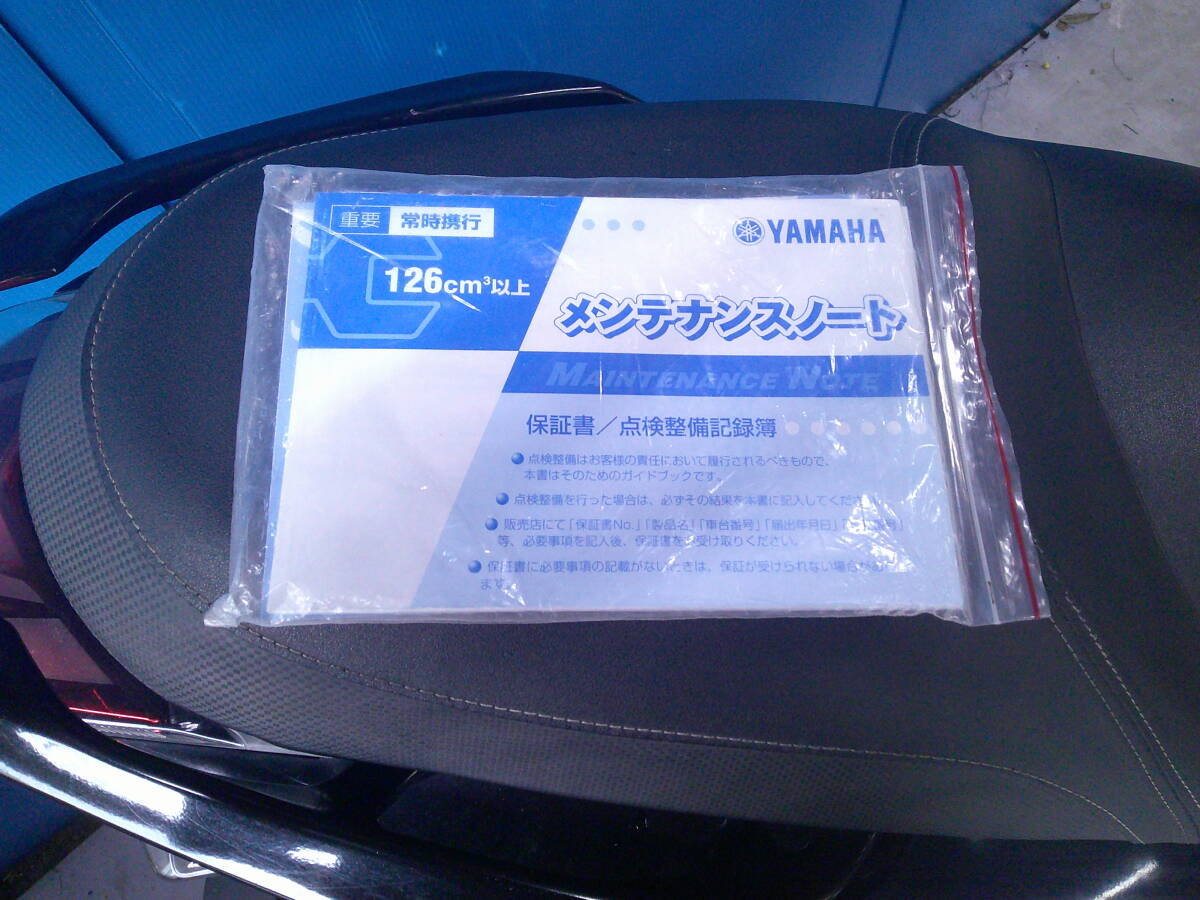 重要 常時携行
YAMAHA
126cm³以上
メンテナンスノート
MAINTENANCE NOTE
保証書／点検整備記録簿
点検整備はお客様の責任において履行されるべきもので、
本書はそのためのガイドブックです。
点検整備を行った場合は、必ずその結果を本書に記入してください。
販売店にて「保証書No.」「製品名」「車台番号」「届出年月日」
等、必要事項を記入後、保証書をお受け取りください。
保証書に必要事項の記載がないときは、保証が受けられない場合があり
ます。